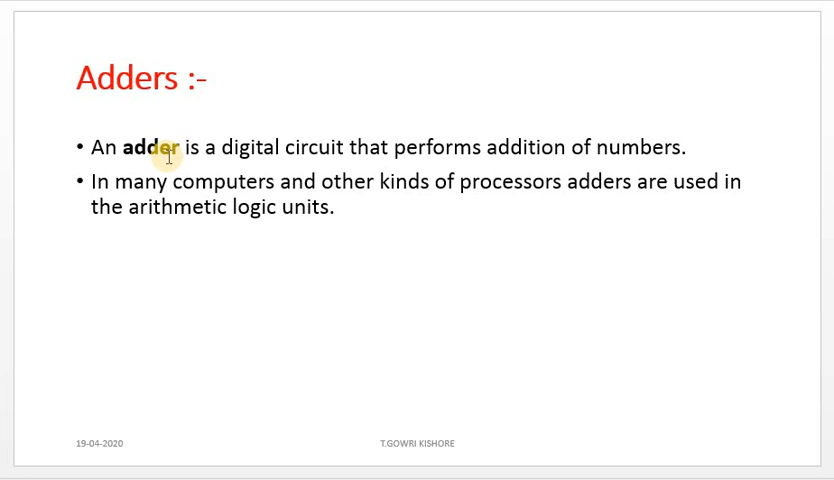 Adders :-
• An adder is a digital circuit that performs addition of numbers.
• In many computers and other kinds of processors adders are used in
the arithmetic logic units.
19-04-2020
T.GOWRI KISHORE